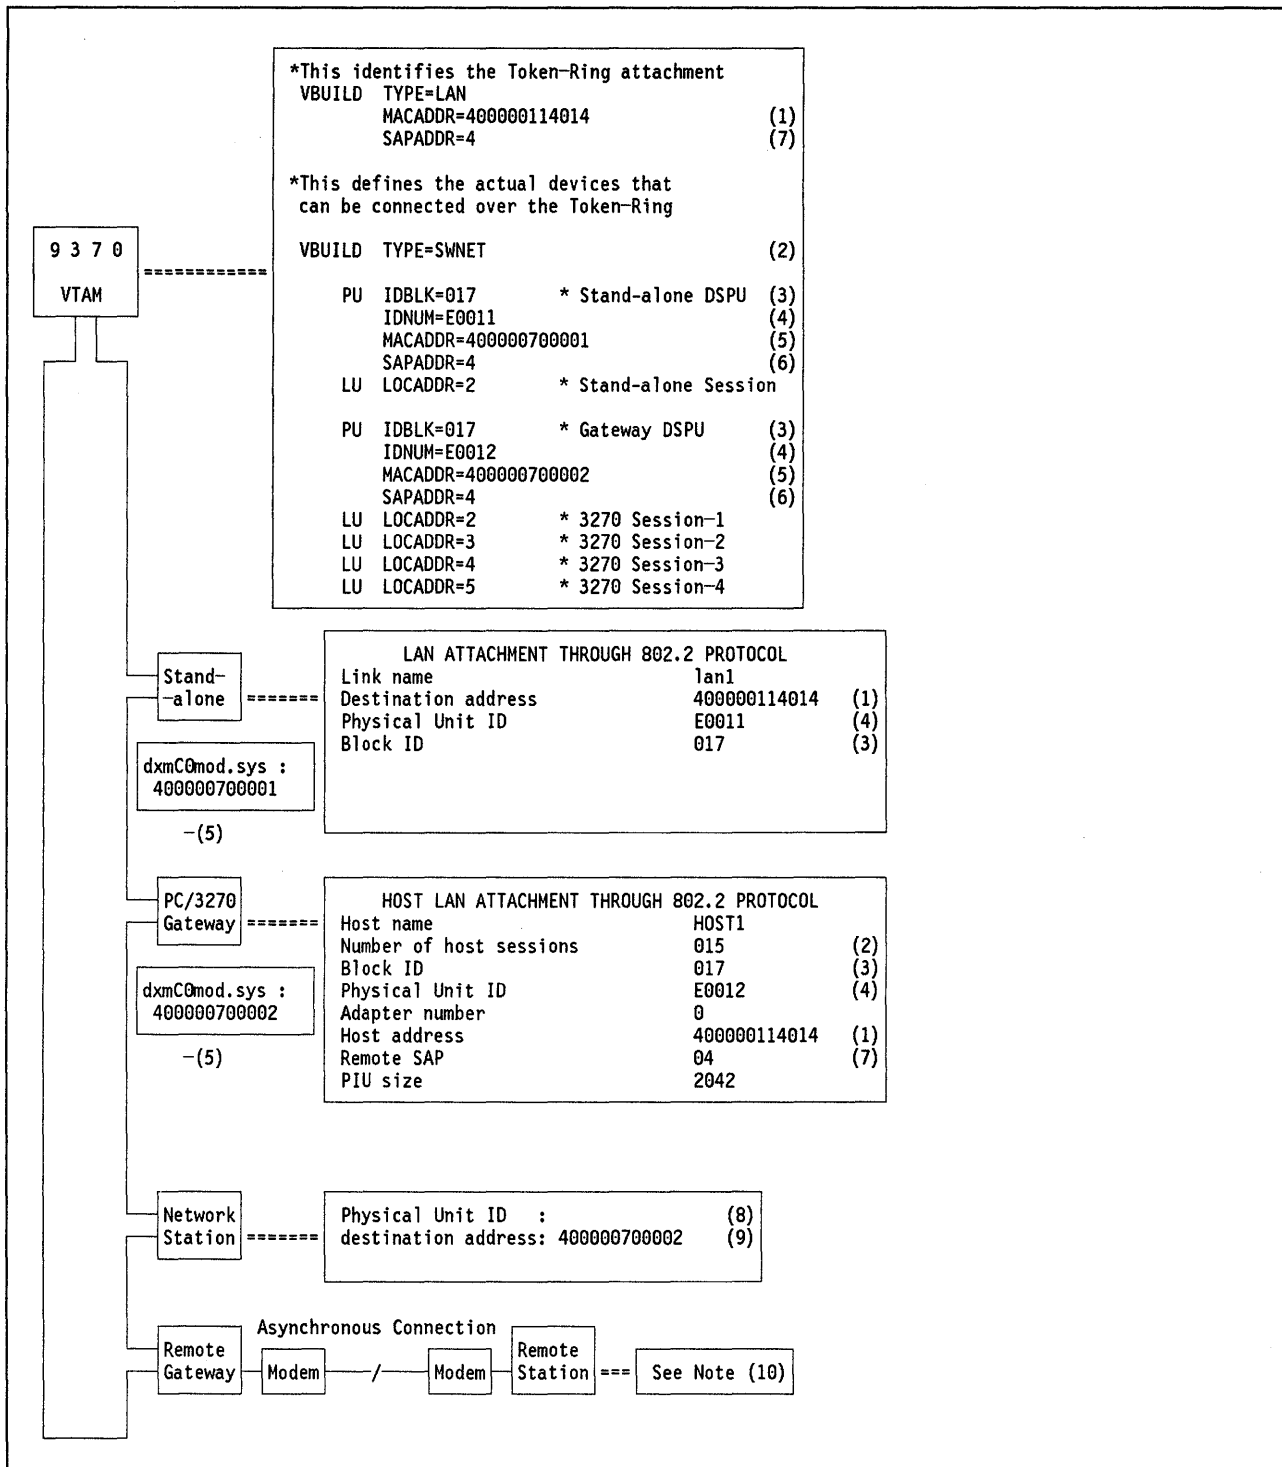 *This identifies the Token-Ring attachment
VBUILD TYPE=LAN
MACADDR=400000114014 (1)
SAPADDR=4 (7)
*This defines the actual devices that
can be connected over the Token-Ring
VBUILD TYPE=SWNET (2)
PU IDBLK=017 * Stand-alone DSPU (3)
IDNUM=E0011 (4)
MACADDR=400000700001 (5)
SAPADDR=4 (6)
LU LOCADDR=2 * Stand-alone Session
PU IDBLK=017 * Gateway DSPU (3)
IDNUM=E0012 (4)
MACADDR=400000700002 (5)
SAPADDR=4 (6)
LU LOCADDR=2 * 3270 Session-1
LU LOCADDR=3 * 3270 Session-2
LU LOCADDR=4 * 3270 Session-3
LU LOCADDR=5 * 3270 Session-4
9 3 7 0
VTAM
============
Stand-
-alone =======
LAN ATTACHMENT THROUGH 802.2 PROTOCOL
Link name lan1
Destination address 400000114014 (1)
Physical Unit ID E0011 (4)
Block ID 017 (3)
dxmC0mod.sys :
400000700001
-(5)
PC/3270
Gateway =======
HOST LAN ATTACHMENT THROUGH 802.2 PROTOCOL
Host name HOST1
Number of host sessions 015 (2)
Block ID 017 (3)
Physical Unit ID E0012 (4)
Adapter number 0
Host address 400000114014 (1)
Remote SAP 04 (7)
PIU size 2042
dxmC0mod.sys :
400000700002
-(5)
Network
Station =======
Physical Unit ID : (8)
destination address: 400000700002 (9)
Asynchronous Connection
Remote
Gateway
Modem
/
Modem
Remote
Station ===
See Note (10)